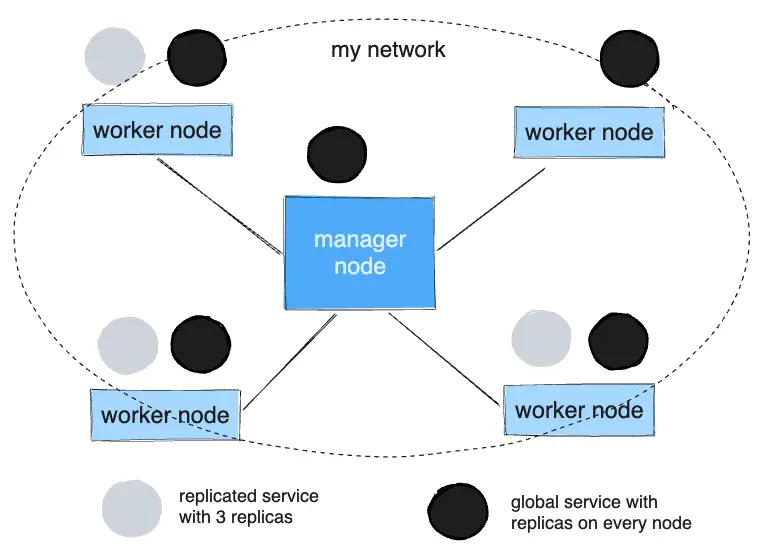 my network
worker node
worker node
manager
node
worker node
worker node
replicated service
with 3 replicas
global service with
replicas on every node